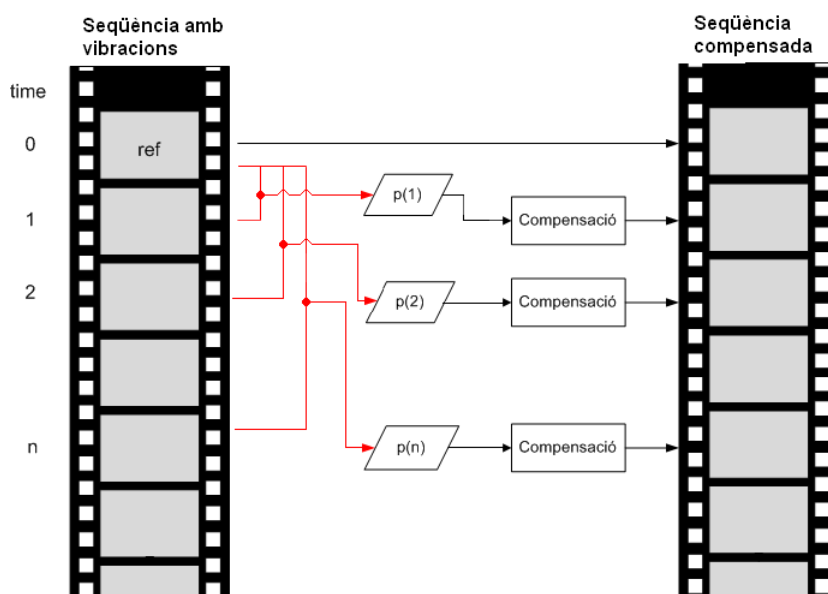 Seqüència amb
vibracions
Seqüència
compensada
time
0
ref
1
p(1)
Compensació
2
p(2)
Compensació
n
p(n)
Compensació